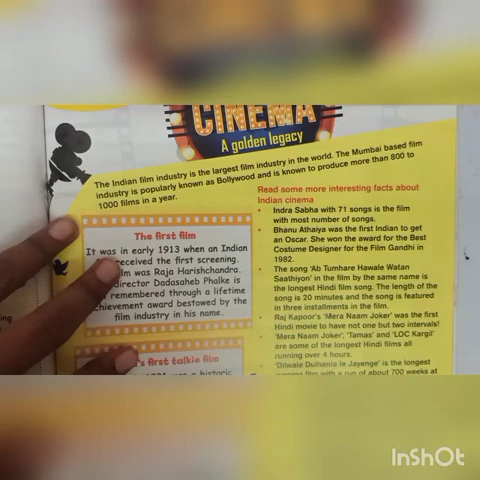 CINEMA
A golden legacy
The Indian film industry is the largest film industry in the world. The Mumbai based film
industry is popularly known as Bollywood and is known to produce more than 800 to
1000 films in a year.
The first film
It was in early 1913 when an Indian
received the first screening.
was Raja Harishchandra.
director Dadasaheb Phalke is
remembered through a lifetime
achievement award bestowed by the
film industry in his name.
first talkie film
a historic
Read some more interesting facts about
Indian cinema
• Indra Sabha with 71 songs is the film
with most number of songs.
• Bhanu Athaiya was the first Indian to get
an Oscar. She won the award for the Best
Costume Designer for the Film Gandhi in
1982.
• The song 'Ab Tumhare Hawale Watan
Saathiyon' in the film by the same name is
the longest Hindi film song. The length of the
song is 20 minutes and the song is featured
in three installments in the film.
• Raj Kapoor's 'Mera Naam Joker' was the first
Hindi movie to have not one but two intervals!
• 'Mera Naam Joker', 'Tamas' and 'LOC Kargil'
are some of the longest Hindi films all
running over 4 hours.
• 'Dilwale Dulhania le Jayenge' is the longest
running film with a run of about 700 weeks at
InShOt